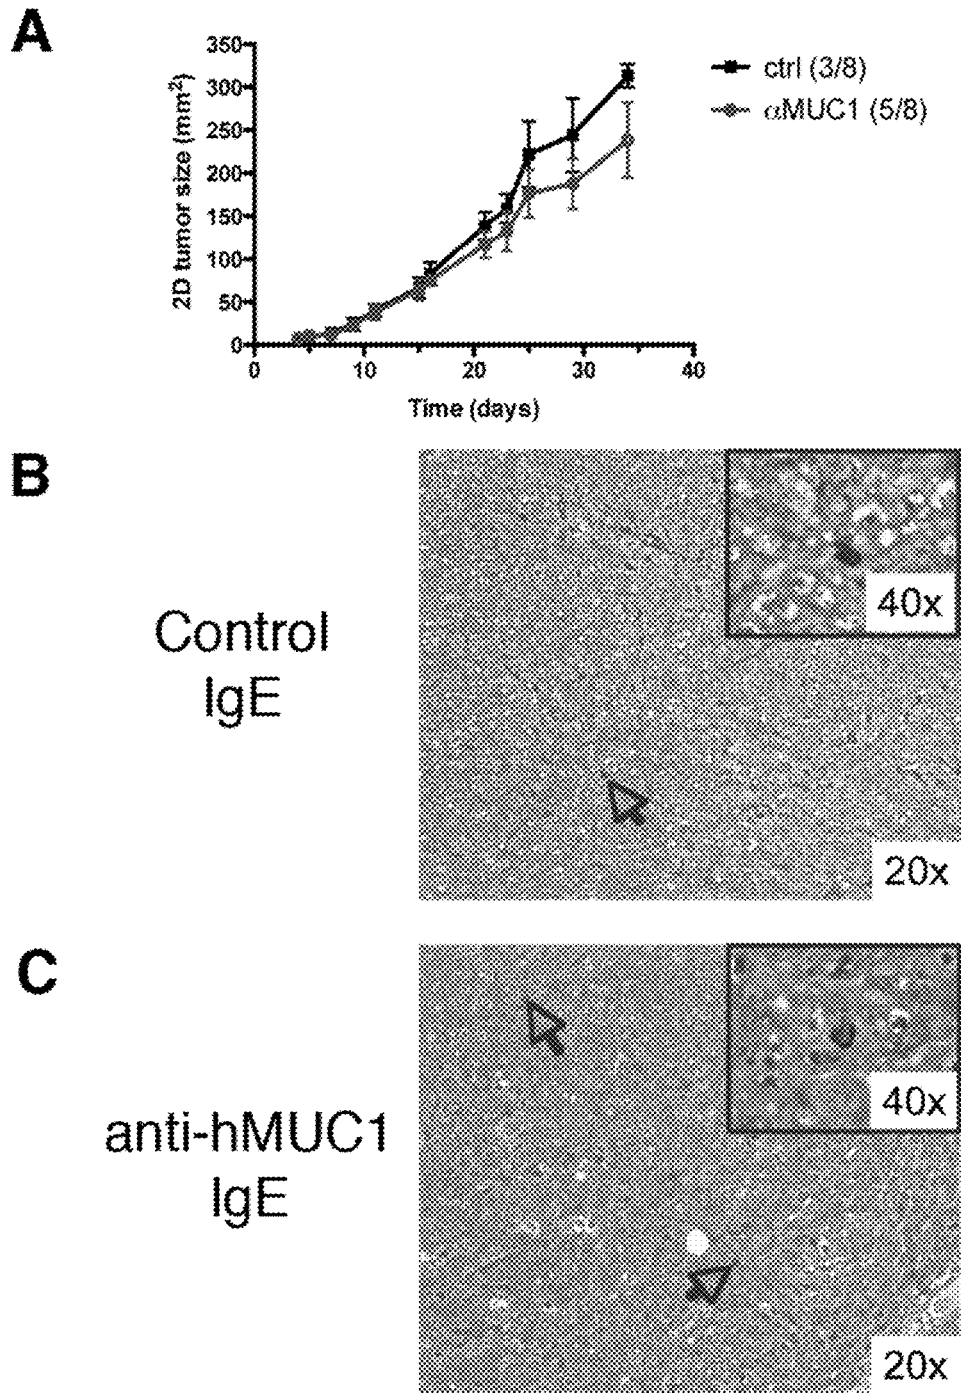 A
350
300
250
200
150
100
50
0
2D tumor size (mm²)
0 10 20 30 40
Time (days)
ctrl (3/8)
αMUC1 (5/8)
B
Control
IgE
40x
20x
C
anti-hMUC1
IgE
40x
20x